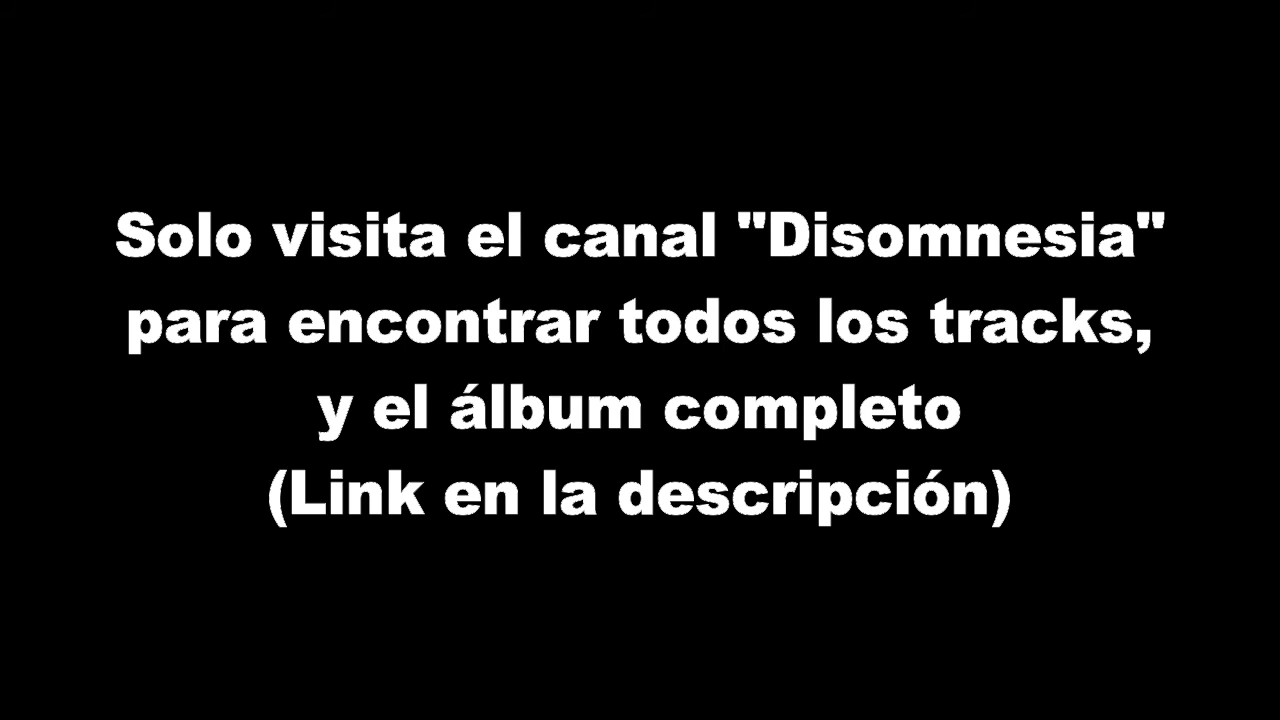 Solo visita el canal "Disomnesia"
para encontrar todos los tracks,
y el álbum completo
(Link en la descripción)